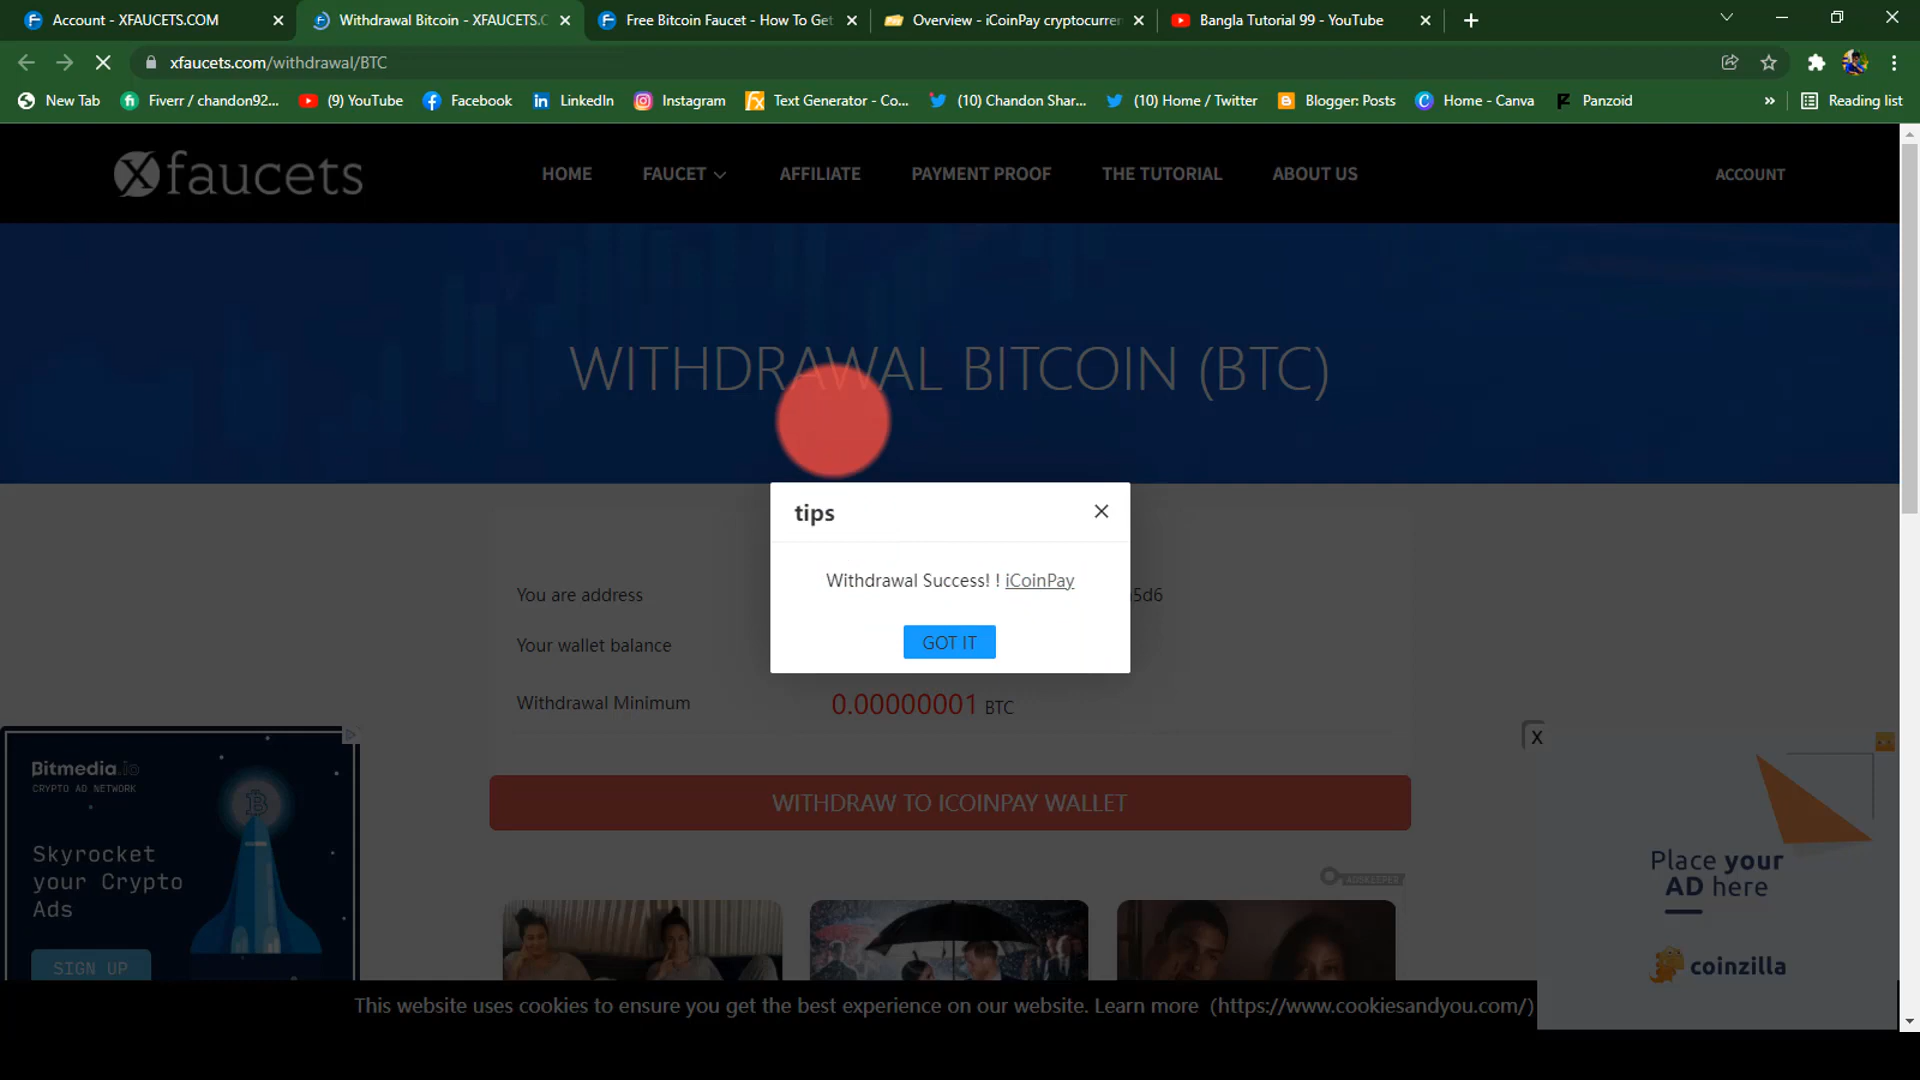 Account - XFAUCETS.COM
Withdrawal Bitcoin - XFAUCETS.C
Free Bitcoin Faucet - How To Get
Overview - iCoinPay cryptocurren
Bangla Tutorial 99 - YouTube
xfaucets.com/withdrawal/BTC
New Tab
Fiverr / chandon92...
(9) YouTube
Facebook
LinkedIn
Instagram
Text Generator - Co...
(10) Chandon Shar...
(10) Home / Twitter
Blogger: Posts
Home - Canva
Panzoid
»
Reading list
xfaucets
HOME
FAUCET
AFFILIATE
PAYMENT PROOF
THE TUTORIAL
ABOUT US
ACCOUNT
WITHDRAWAL BITCOIN (BTC)
tips
Withdrawal Success! ! iCoinPay
GOT IT
You are address
5d6
Your wallet balance
Withdrawal Minimum
0.00000001 BTC
WITHDRAW TO ICOINPAY WALLET
Bitmedia.io
CRYPTO AD NETWORK
Skyrocket
your Crypto
Ads
SIGN UP
ADSKEEPER
X
Place your
AD here
coinzilla
This website uses cookies to ensure you get the best experience on our website. Learn more (https://www.cookiesandyou.com/)